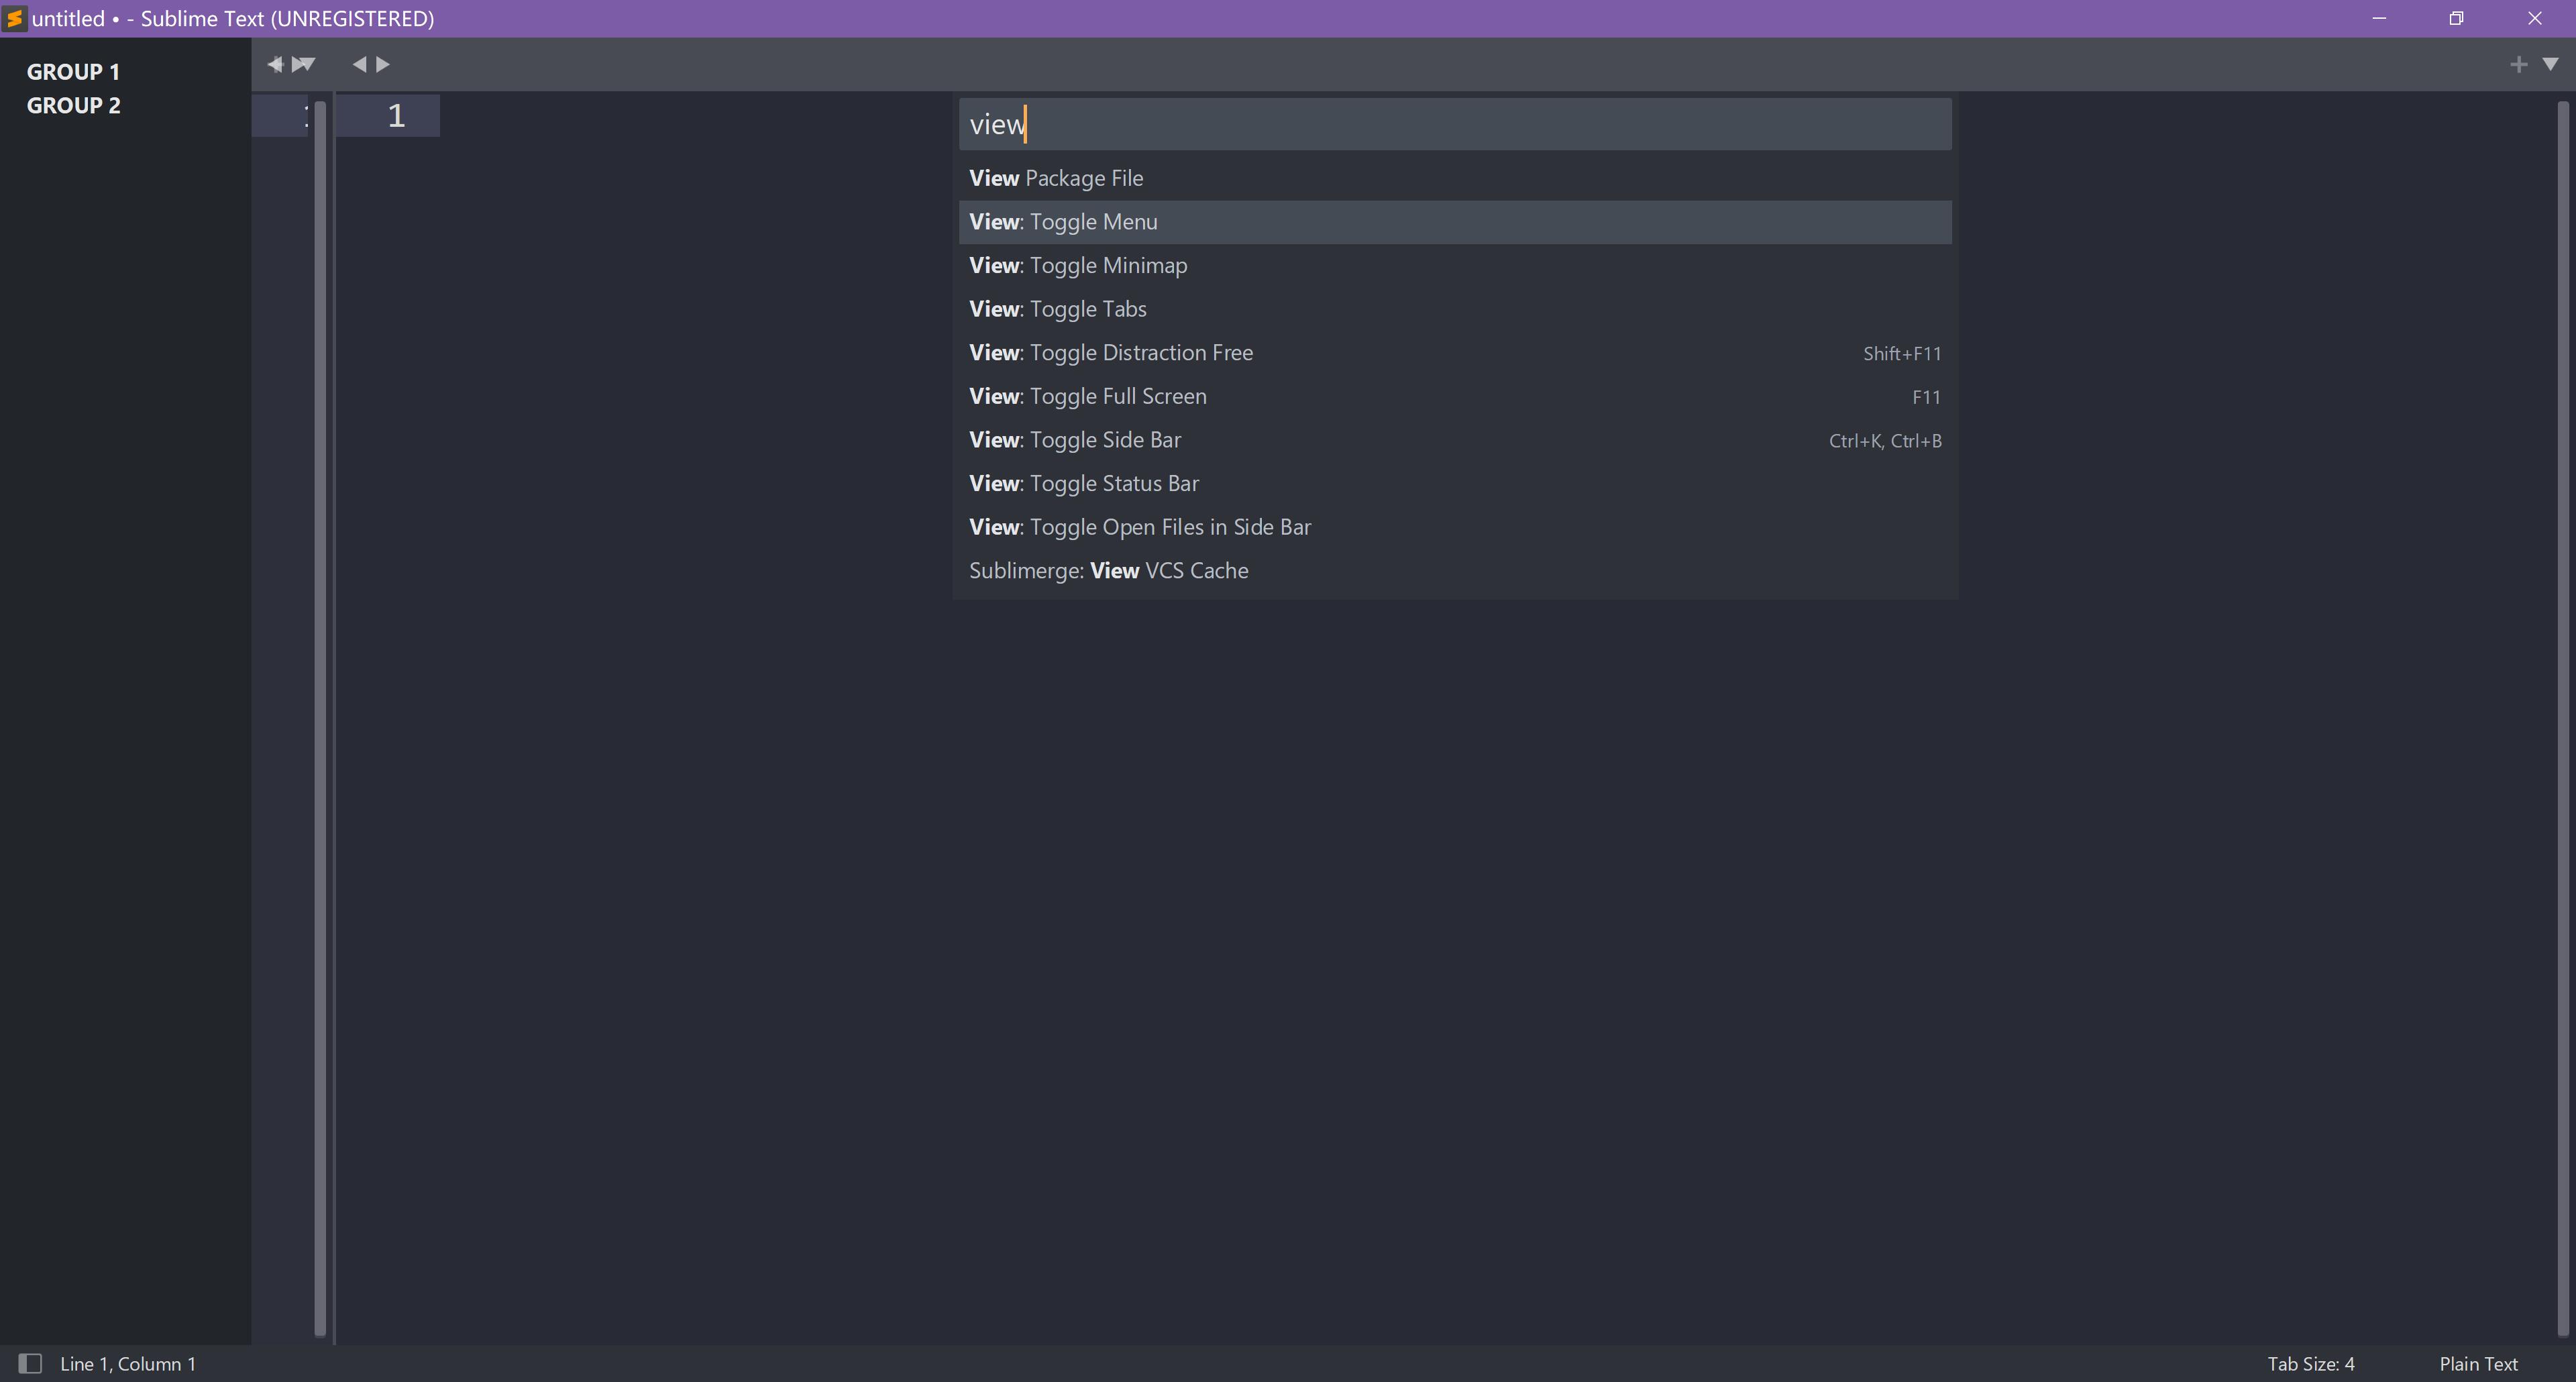 untitled • - Sublime Text (UNREGISTERED)
GROUP 1
GROUP 2
1
view
View Package File
View: Toggle Menu
View: Toggle Minimap
View: Toggle Tabs
View: Toggle Distraction Free Shift+F11
View: Toggle Full Screen F11
View: Toggle Side Bar Ctrl+K, Ctrl+B
View: Toggle Status Bar
View: Toggle Open Files in Side Bar
Sublimerge: View VCS Cache
Line 1, Column 1
Tab Size: 4
Plain Text